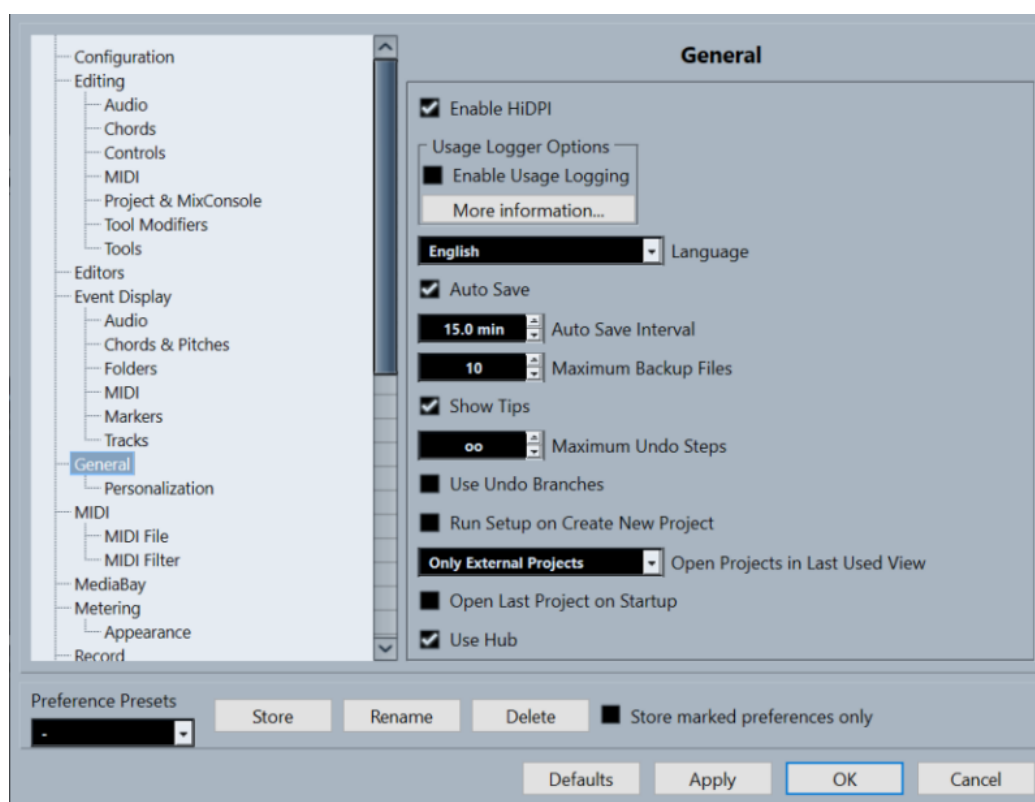 Configuration
Editing
Audio
Chords
Controls
MIDI
Project & MixConsole
Tool Modifiers
Tools
Editors
Event Display
Audio
Chords & Pitches
Folders
MIDI
Markers
Tracks
General
Personalization
MIDI
MIDI File
MIDI Filter
MediaBay
Metering
Appearance
Record
General
Enable HiDPI
Usage Logger Options
Enable Usage Logging
More information...
English Language
Auto Save
15.0 min Auto Save Interval
10 Maximum Backup Files
Show Tips
oo Maximum Undo Steps
Use Undo Branches
Run Setup on Create New Project
Only External Projects Open Projects in Last Used View
Open Last Project on Startup
Use Hub
Preference Presets
-
Store Rename Delete Store marked preferences only
Defaults Apply OK Cancel